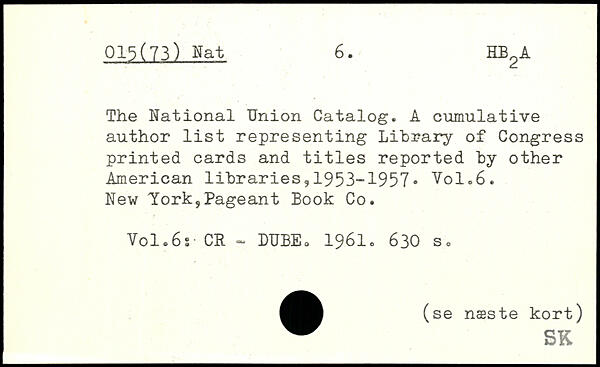 015(73) Nat 6. HB2A
The National Union Catalog. A cumulative
author list representing Library of Congress
printed cards and titles reported by other
American libraries,1953-1957. Vol.6.
New York,Pageant Book Co.
Vol.6: CR - DUBE. 1961. 630 s.
(se næste kort)
SK